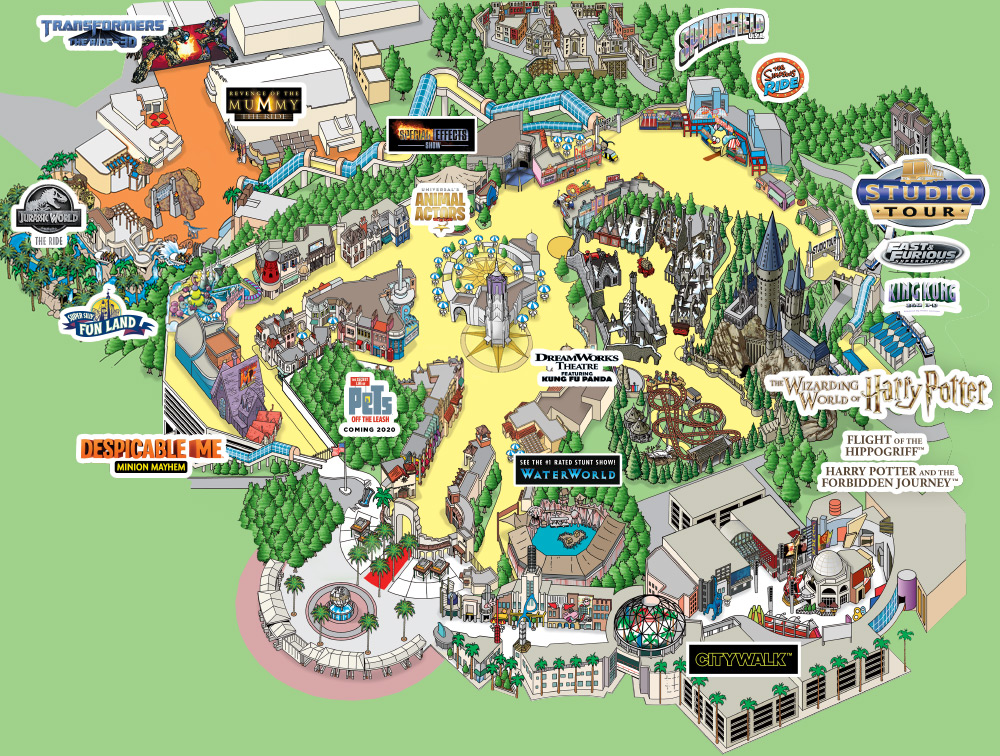 TRANSFORMERS
THE RIDE-3D
SPRINGFIELD
U.S.A.
THE
SIMPSONS
RIDE
REVENGE OF THE
MUMMY
THE RIDE
SPECIAL EFFECTS
SHOW
STUDIO
TOUR
UNIVERSAL'S
ANIMAL
ACTORS
JURASSIC WORLD
THE RIDE
FAST &
FURIOUS
SUPERCHARGED
KING KONG
360 3-D
SUPER SILLY
FUN LAND
DREAMWORKS
THEATRE
FEATURING
KUNG FU PANDA
THE SECRET
LIFE OF
PETS
OFF THE LEASH
COMING 2020
THE WIZARDING
WORLD OF
Harry Potter
DESPICABLE ME
MINION MAYHEM
FLIGHT OF THE
HIPPOGRIFF™
HARRY POTTER AND THE
FORBIDDEN JOURNEY™
SEE THE #1 RATED STUNT SHOW!
WATERWORLD
CITYWALK™